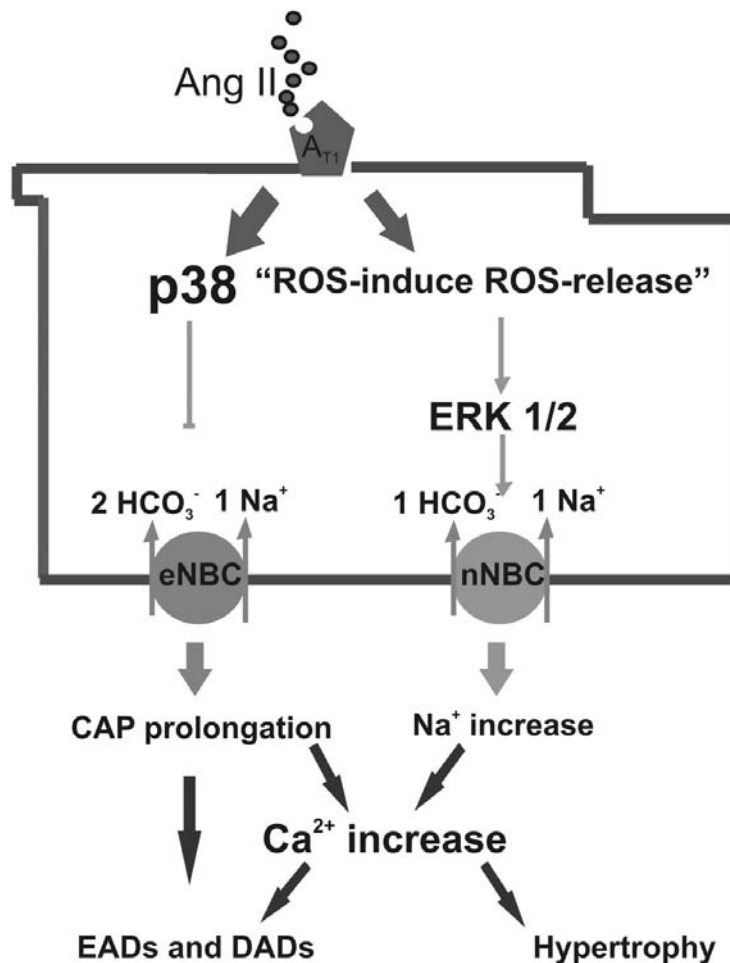 Ang II
A_T1
p38 “ROS-induce ROS-release”
ERK 1/2
2 HCO₃⁻ 1 Na⁺ 1 HCO₃⁻ 1 Na⁺
eNBC nNBC
CAP prolongation Na⁺ increase
Ca²⁺ increase
EADs and DADs Hypertrophy